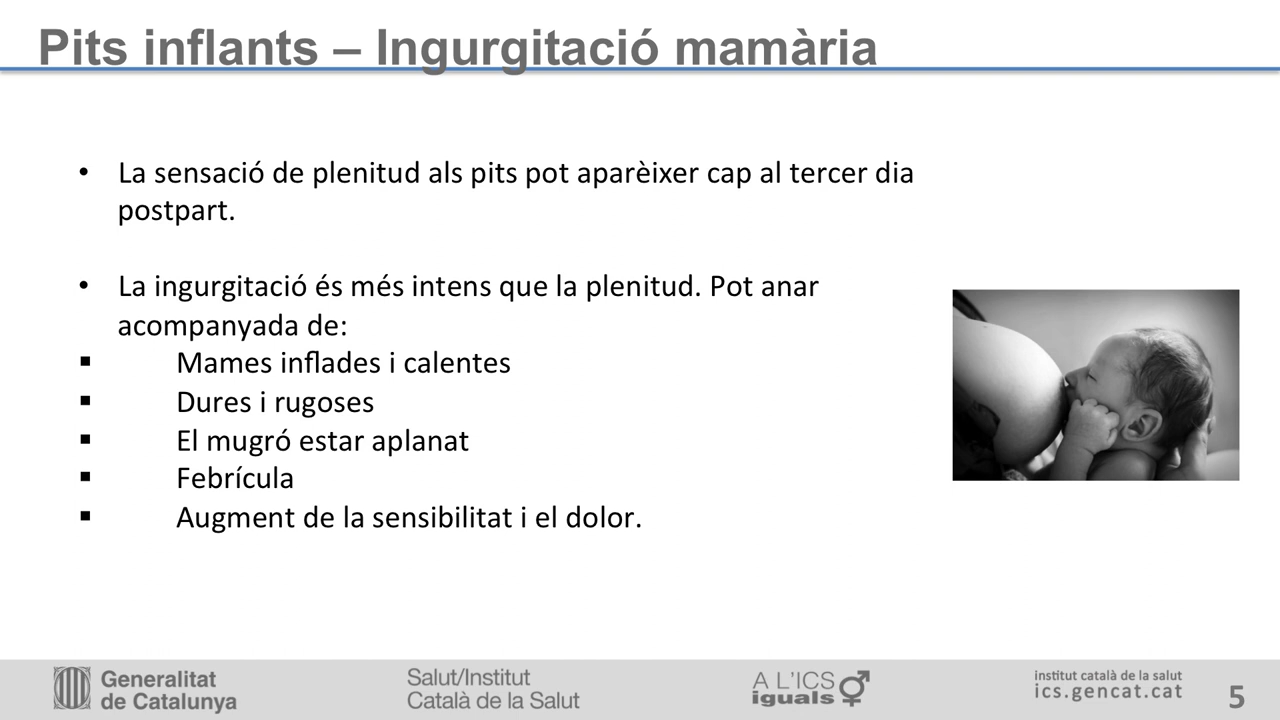 Pits inflants – Ingurgitació mamària
• La sensació de plenitud als pits pot aparèixer cap al tercer dia
postpart.
• La ingurgitació és més intens que la plenitud. Pot anar
acompanyada de:
▪ Mames inflades i calentes
▪ Dures i rugoses
▪ El mugró estar aplanat
▪ Febrícula
▪ Augment de la sensibilitat i el dolor.
Generalitat
de Catalunya
Salut/Institut
Català de la Salut
A L'ICS
iguals
institut català de la salut
ics.gencat.cat
5